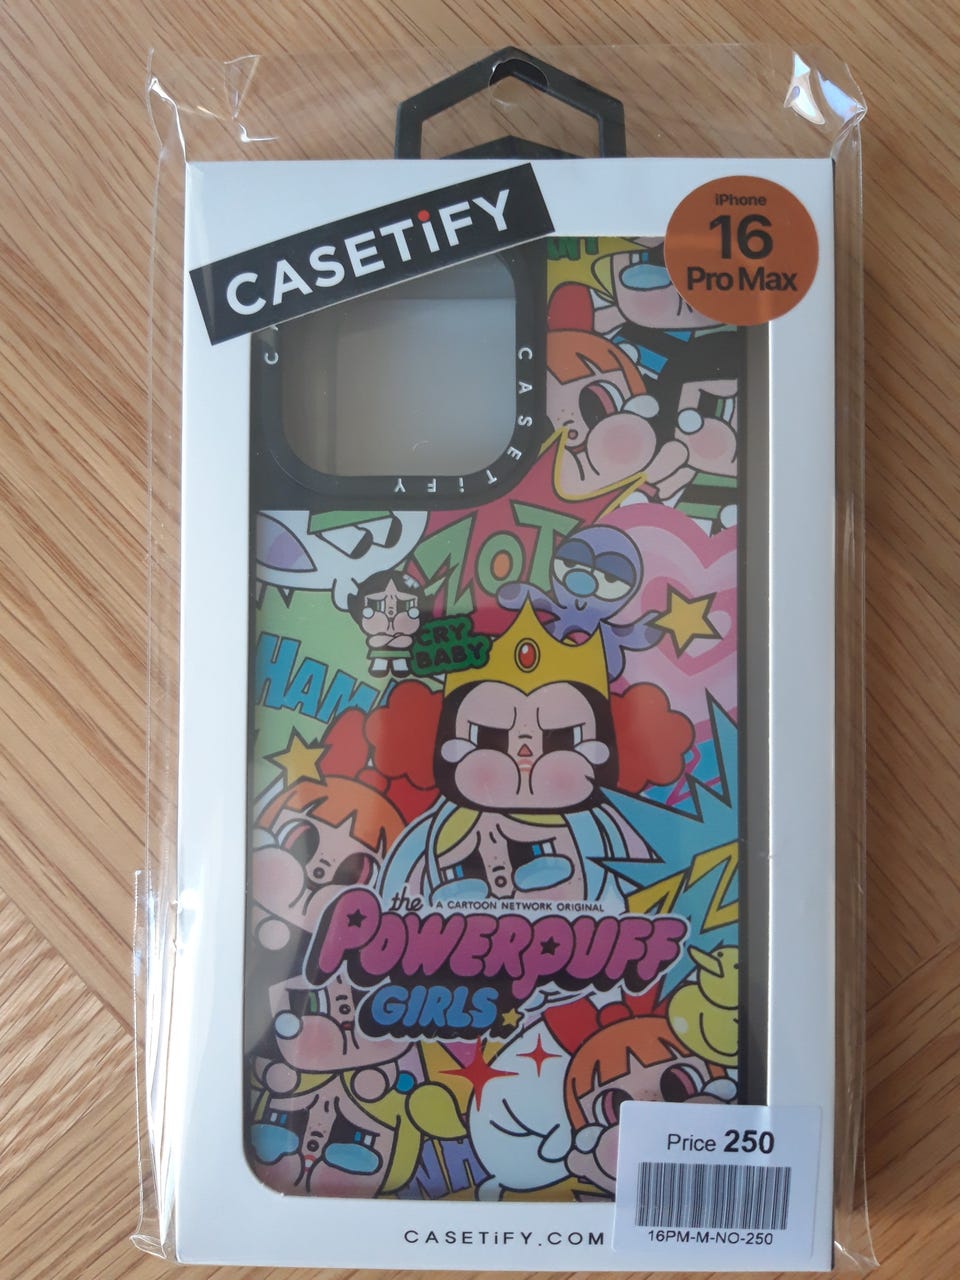 CASETiFY
iPhone
16
Pro Max
CASETiFY
NOT
CRY
BABY
HAM
the
A CARTOON NETWORK ORIGINAL
POWERPUFF
GIRLS
Price 250
16PM-M-NO-250
CASETiFY.COM